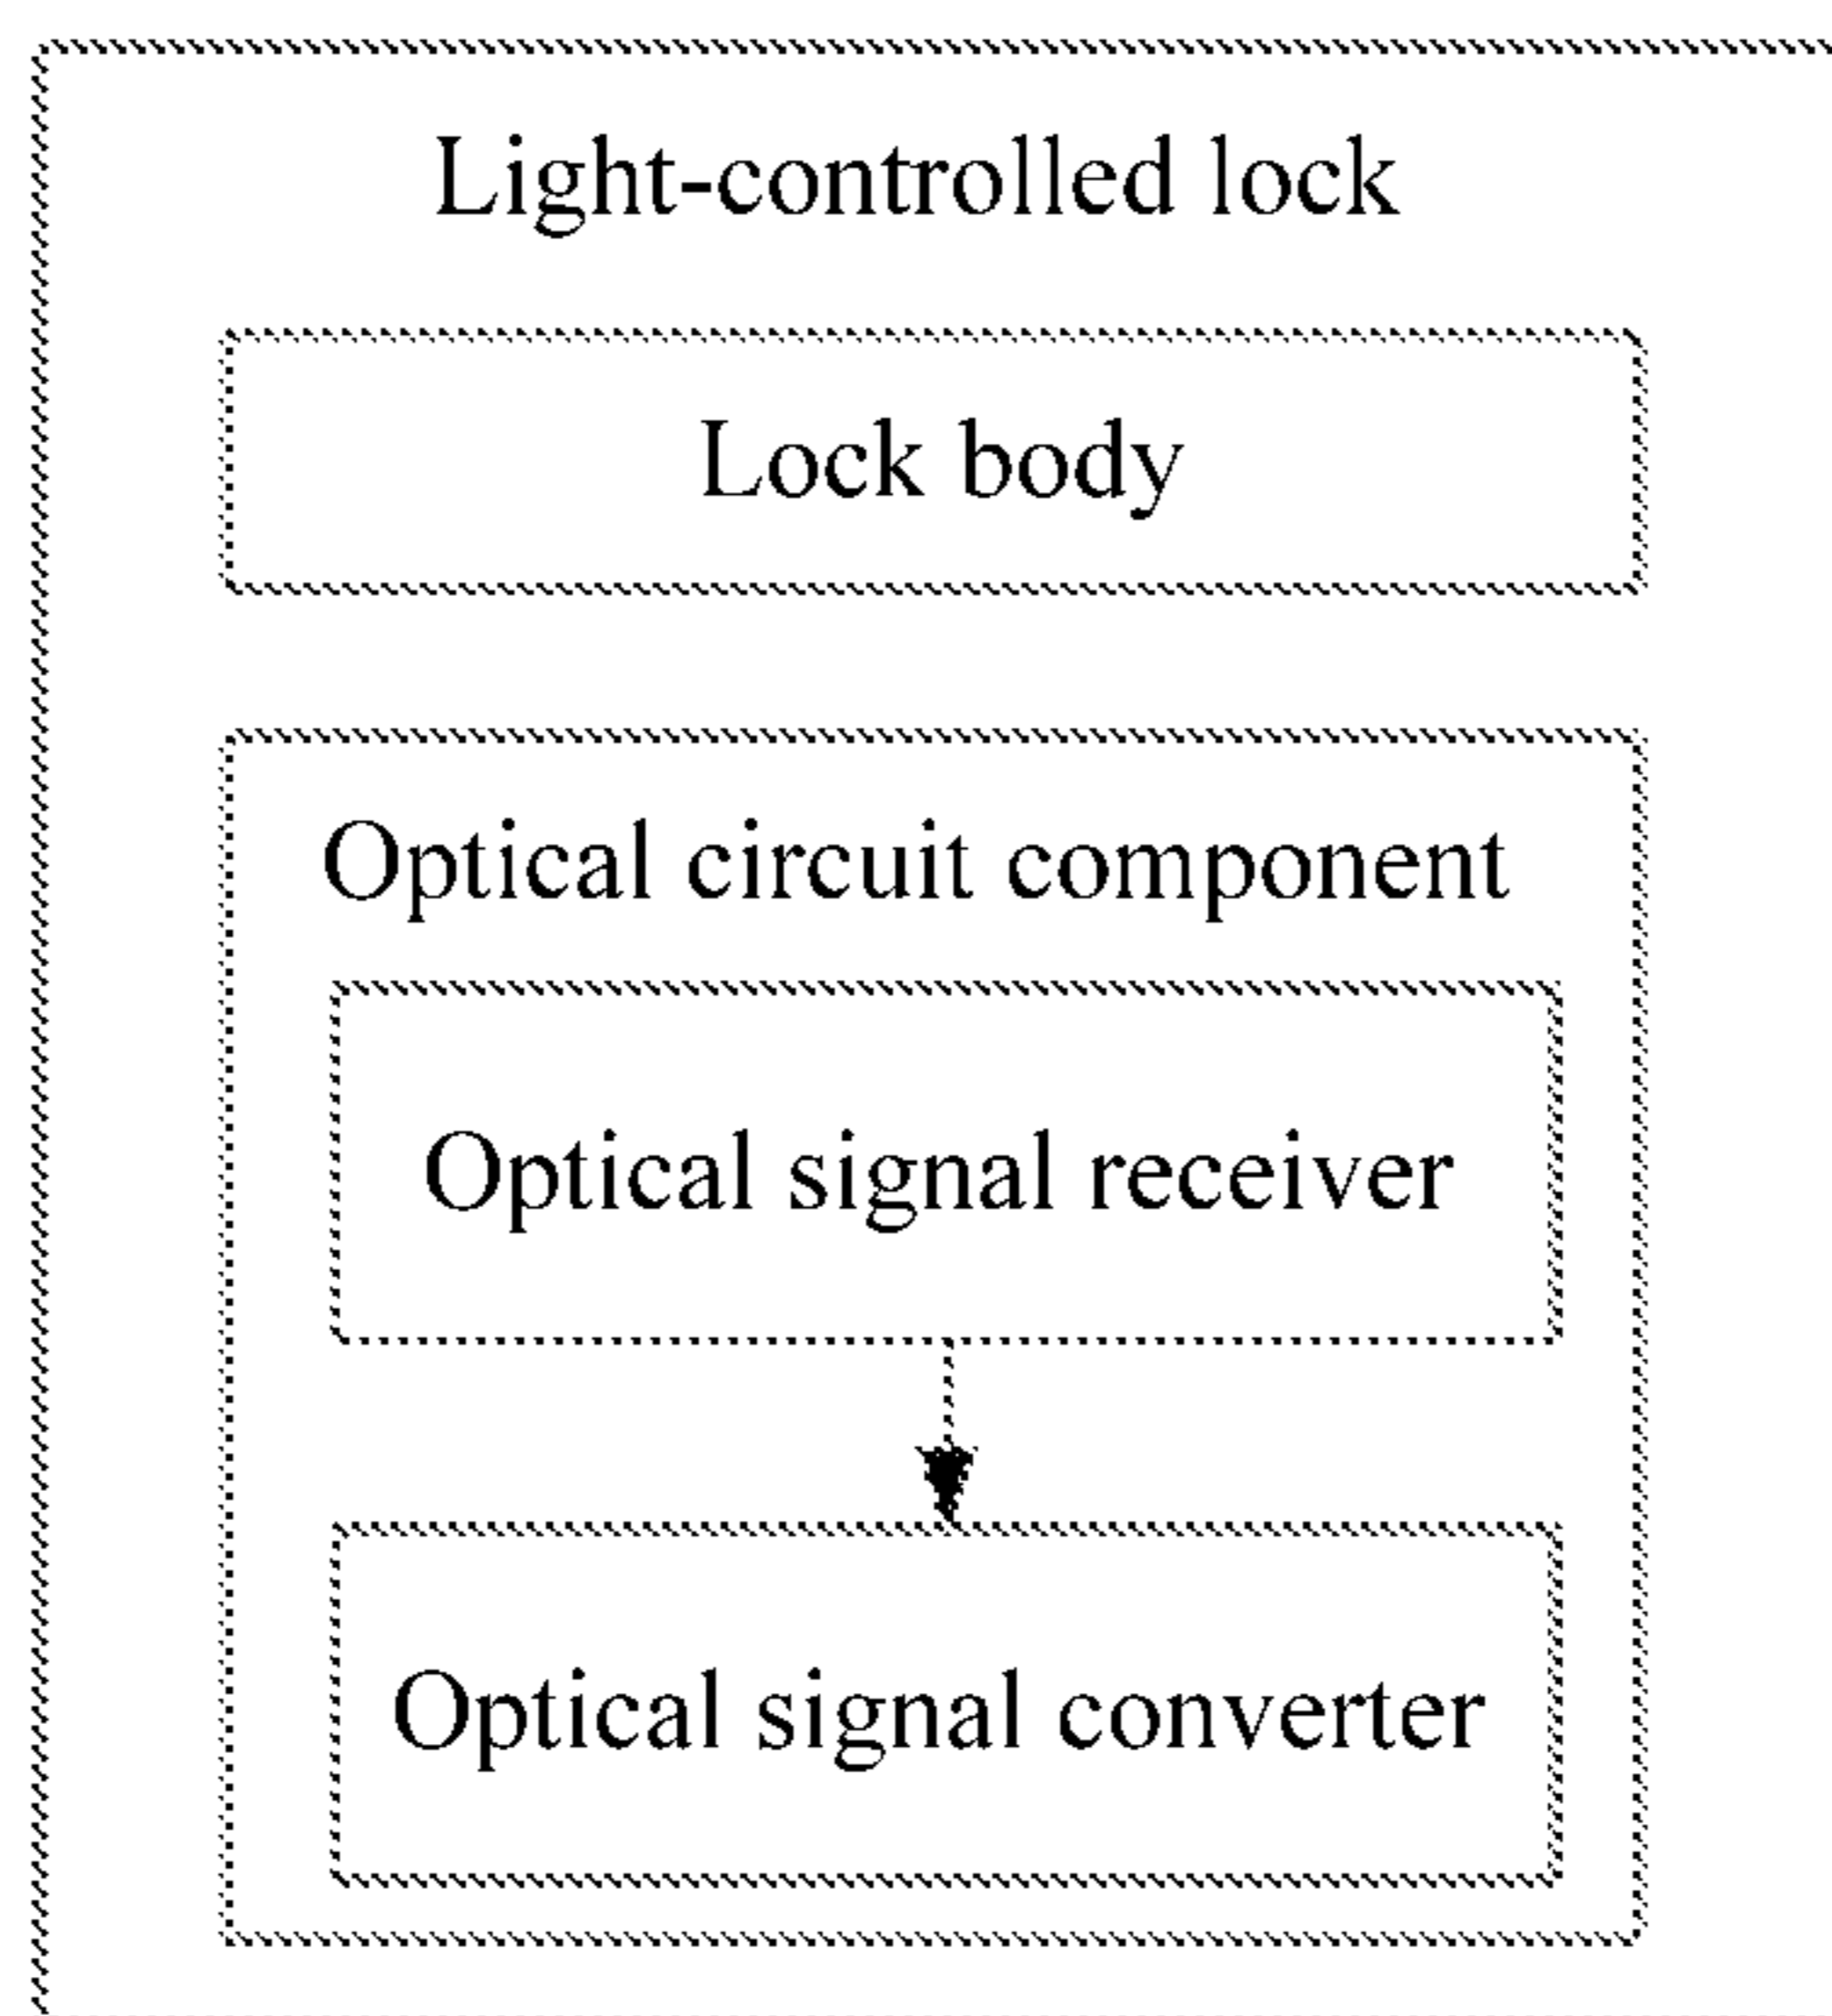 Light-controlled lock
Lock body
Optical circuit component
Optical signal receiver
Optical signal converter